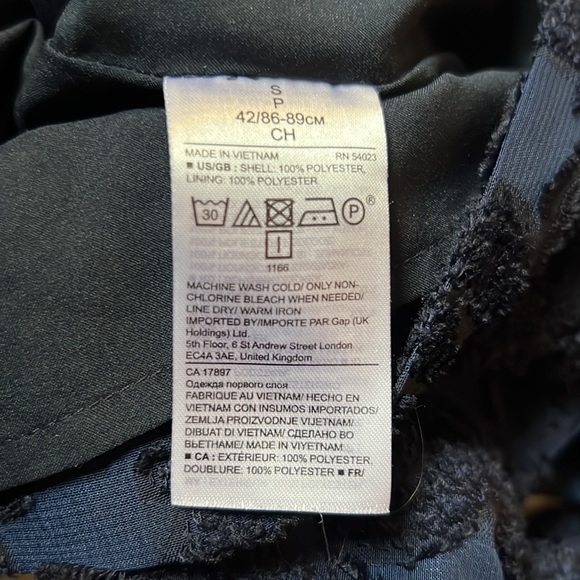 S
P
42/86-89CM
CH
MADE IN VIETNAM RN 54023
■ US/GB : SHELL: 100% POLYESTER,
LINING: 100% POLYESTER
30 P ®
I
1166
MACHINE WASH COLD/ ONLY NON-
CHLORINE BLEACH WHEN NEEDED/
LINE DRY/ WARM IRON
IMPORTED BY/IMPORTE PAR Gap (UK
Holdings) Ltd.
5th Floor, 6 St Andrew Street London
EC4A 3AE, United Kingdom
CA 17897
Одежда первого слоя
FABRIQUE AU VIETNAM/ HECHO EN
VIETNAM CON INSUMOS IMPORTADOS/
ZEMLJA PROIZVODNJE VIJETNAM/
DIBUAT DI VIETNAM/ СДЕЛАНО ВО
ВЬЕТНАМЕ/ MADE IN VIYETNAM
■ CA : EXTÉRIEUR: 100% POLYESTER,
DOUBLURE: 100% POLYESTER ■ FR/